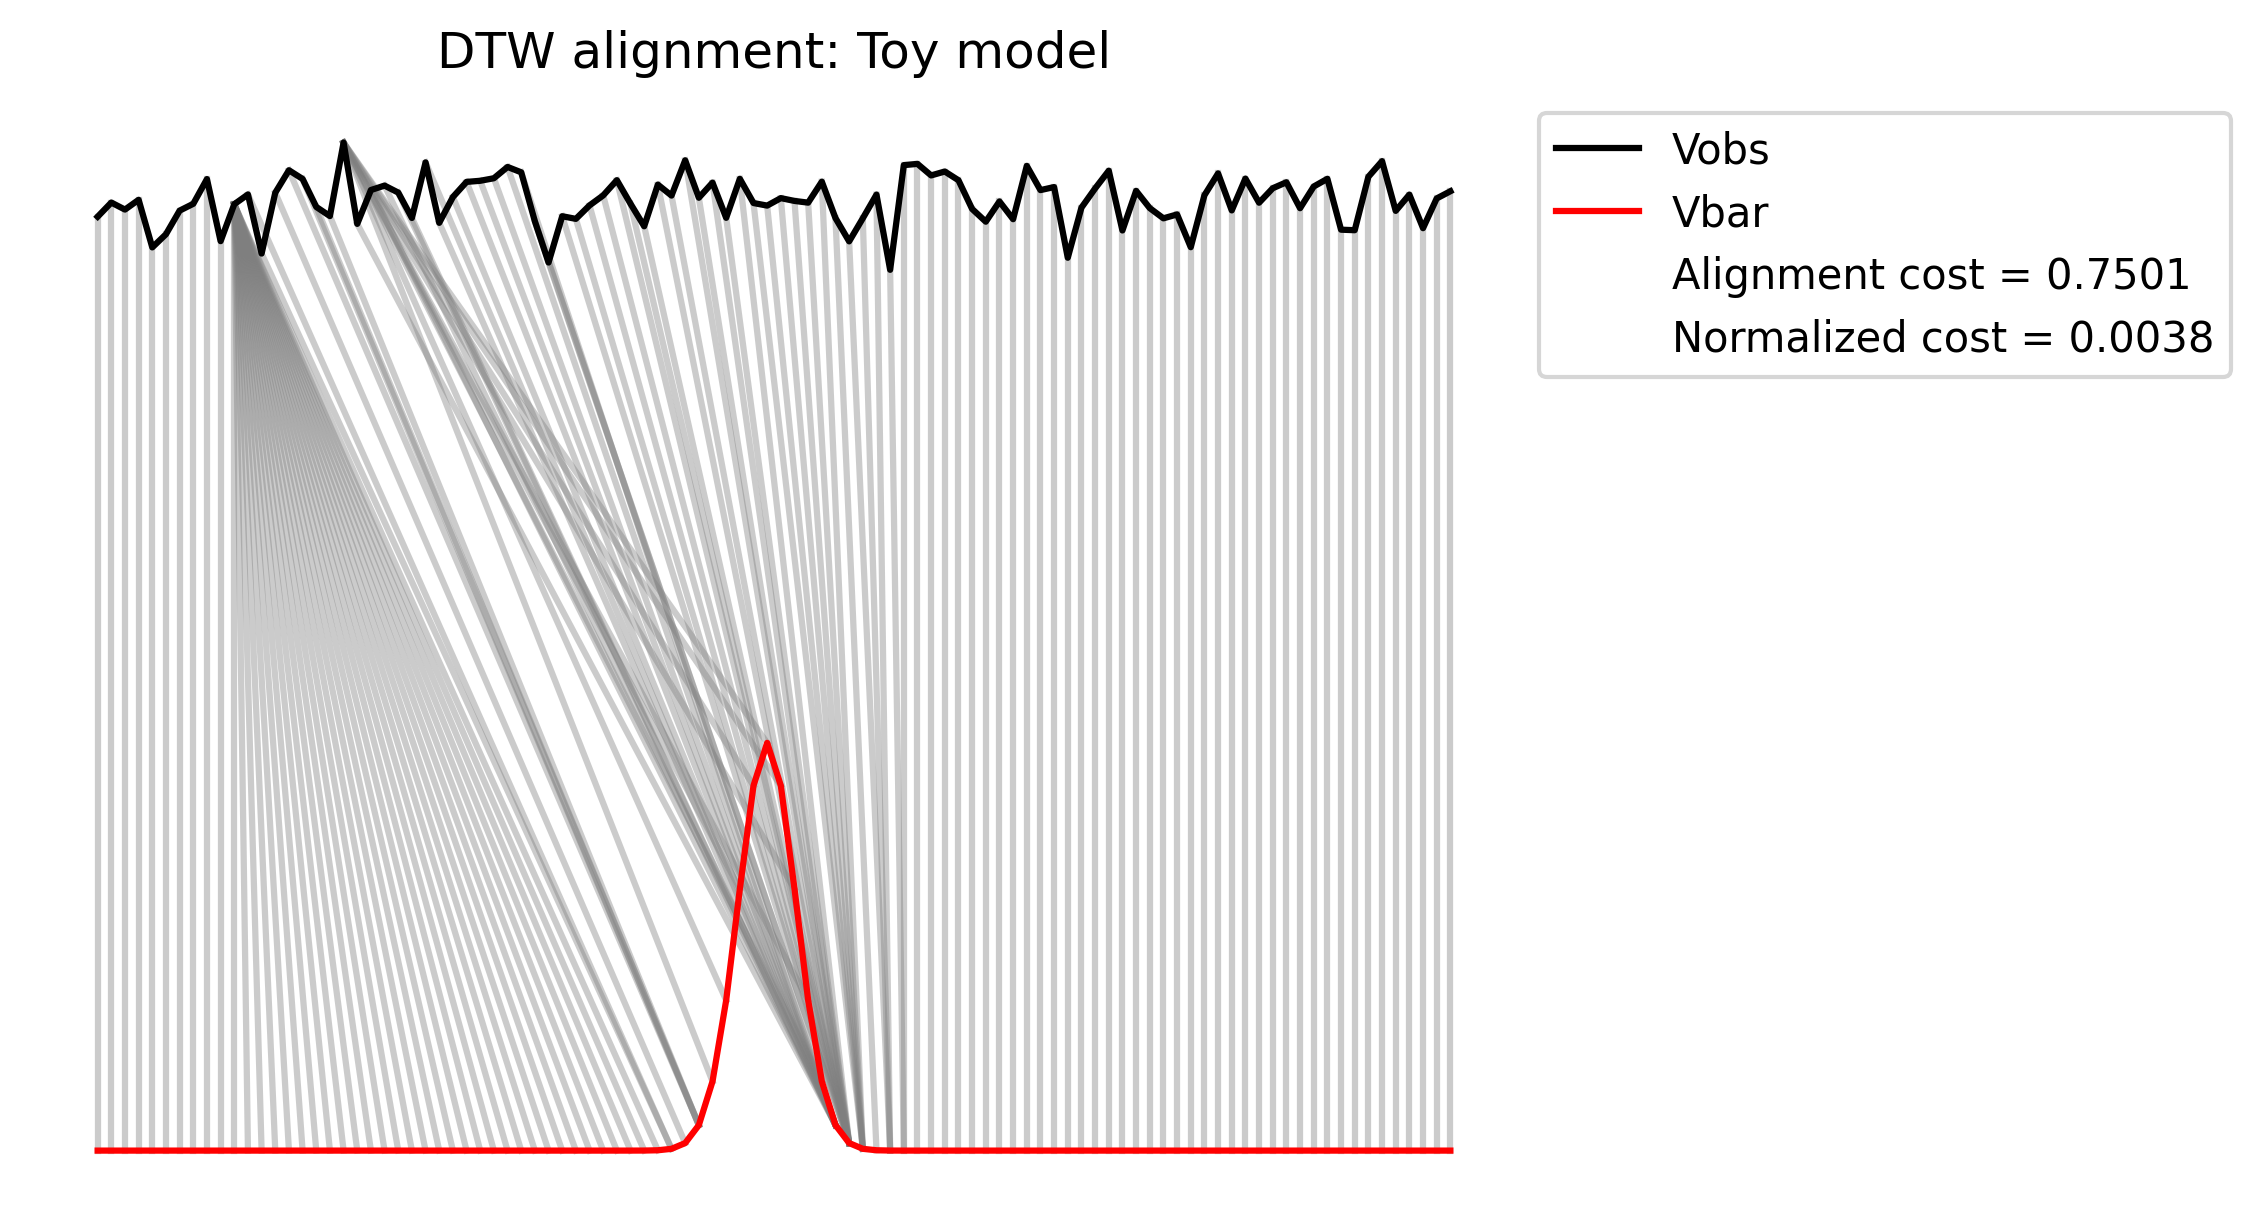 DTW alignment: Toy model
Vobs
Vbar
Alignment cost = 0.7501
Normalized cost = 0.0038